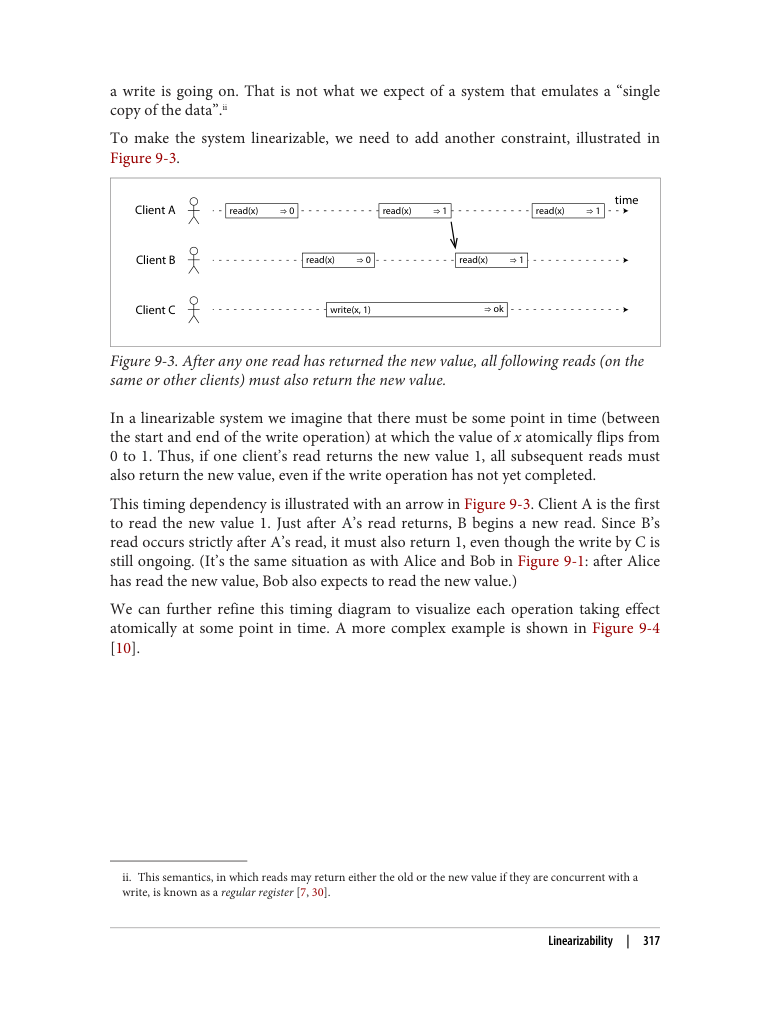 a write is going on. That is not what we expect of a system that emulates a “single
copy of the data”.ii
To make the system linearizable, we need to add another constraint, illustrated in
Figure 9-3.
time
Client A read(x) ⇒ 0 read(x) ⇒ 1 read(x) ⇒ 1
Client B read(x) ⇒ 0 read(x) ⇒ 1
Client C write(x, 1) ⇒ ok
Figure 9-3. After any one read has returned the new value, all following reads (on the
same or other clients) must also return the new value.
In a linearizable system we imagine that there must be some point in time (between
the start and end of the write operation) at which the value of x atomically flips from
0 to 1. Thus, if one client’s read returns the new value 1, all subsequent reads must
also return the new value, even if the write operation has not yet completed.
This timing dependency is illustrated with an arrow in Figure 9-3. Client A is the first
to read the new value 1. Just after A’s read returns, B begins a new read. Since B’s
read occurs strictly after A’s read, it must also return 1, even though the write by C is
still ongoing. (It’s the same situation as with Alice and Bob in Figure 9-1: after Alice
has read the new value, Bob also expects to read the new value.)
We can further refine this timing diagram to visualize each operation taking effect
atomically at some point in time. A more complex example is shown in Figure 9-4
[10].
ii. This semantics, in which reads may return either the old or the new value if they are concurrent with a
write, is known as a regular register [7, 30].
Linearizability | 317